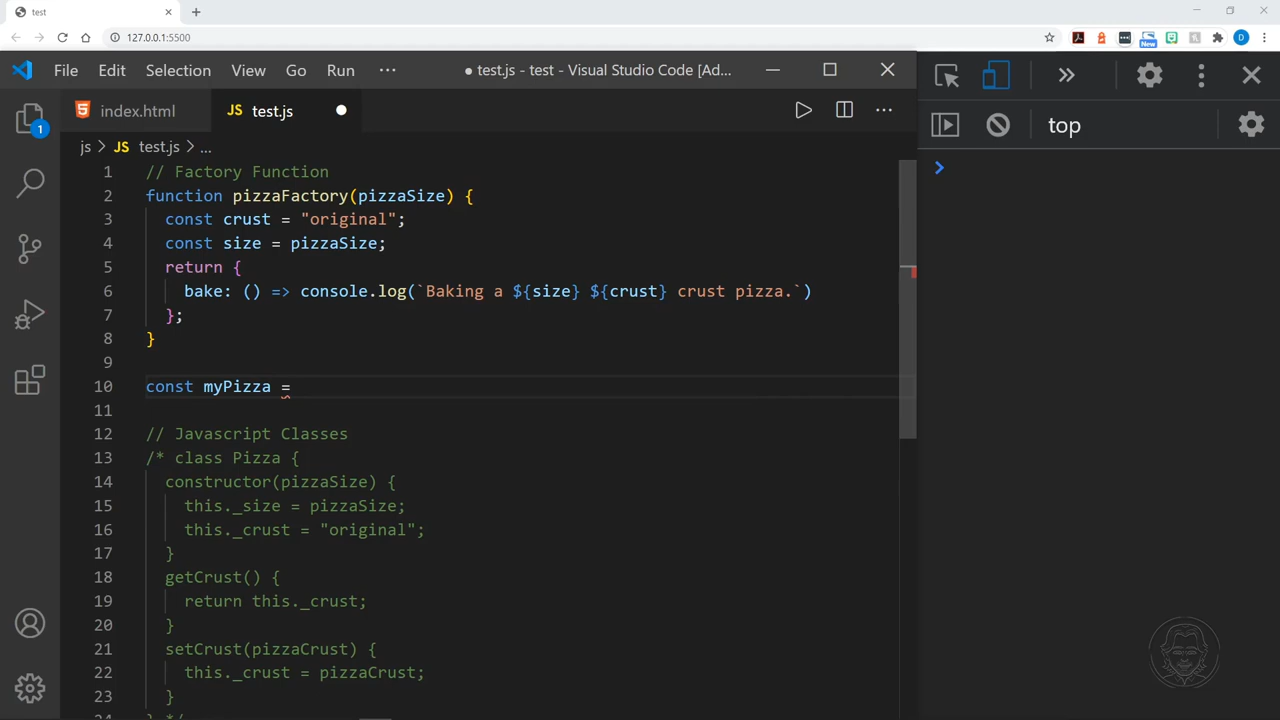 test
127.0.0.1:5500
New
D
File Edit Selection View Go Run ···
● test.js - test - Visual Studio Code [Ad...
index.html
JS test.js
top
js > JS test.js > ...
1
1 // Factory Function
2 function pizzaFactory(pizzaSize) {
3 const crust = "original";
4 const size = pizzaSize;
5 return {
6 bake: () => console.log(`Baking a ${size} ${crust} crust pizza.`)
7 };
8 }
9
10 const myPizza =
11
12 // Javascript Classes
13 /* class Pizza {
14 constructor(pizzaSize) {
15 this._size = pizzaSize;
16 this._crust = "original";
17 }
18 getCrust() {
19 return this._crust;
20 }
21 setCrust(pizzaCrust) {
22 this._crust = pizzaCrust;
23 }
24 } */